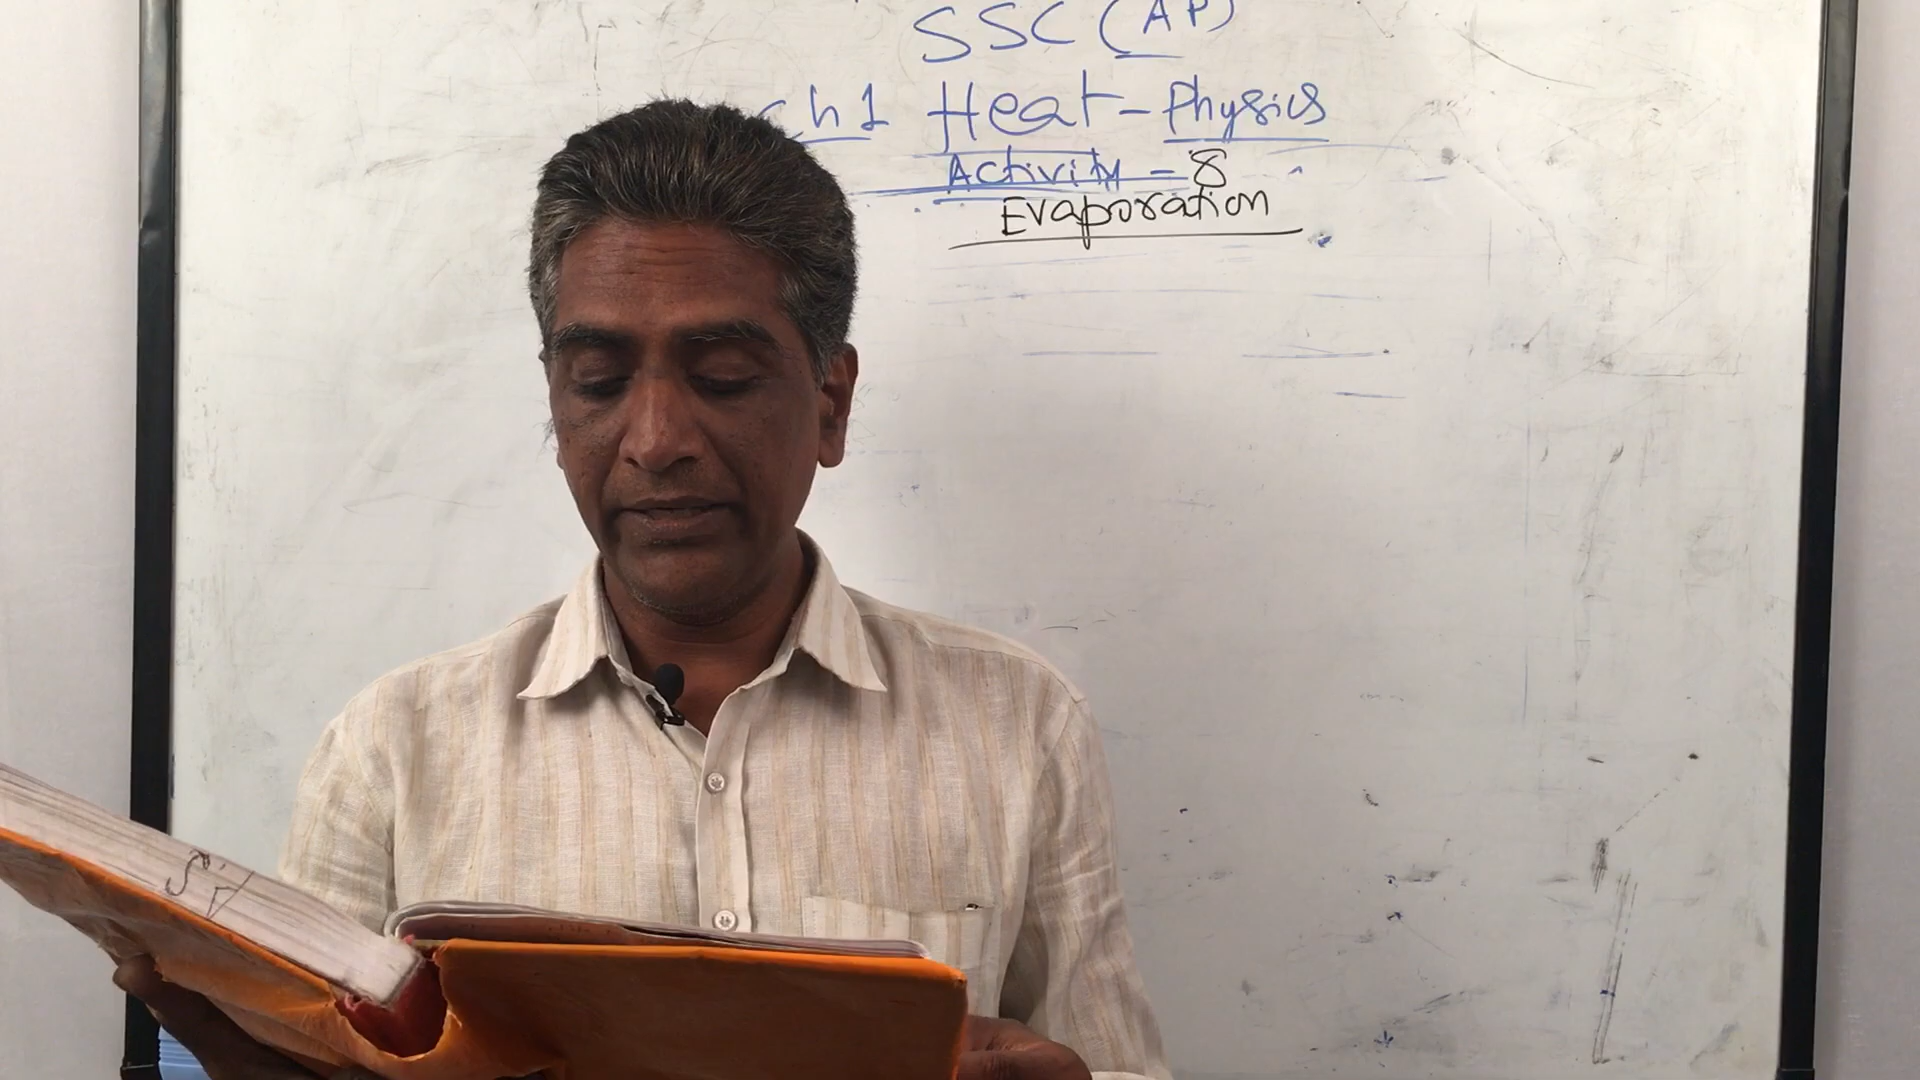 SSC (AP)
ch 1 Heat - Physics
Activity - 8
Evaporation